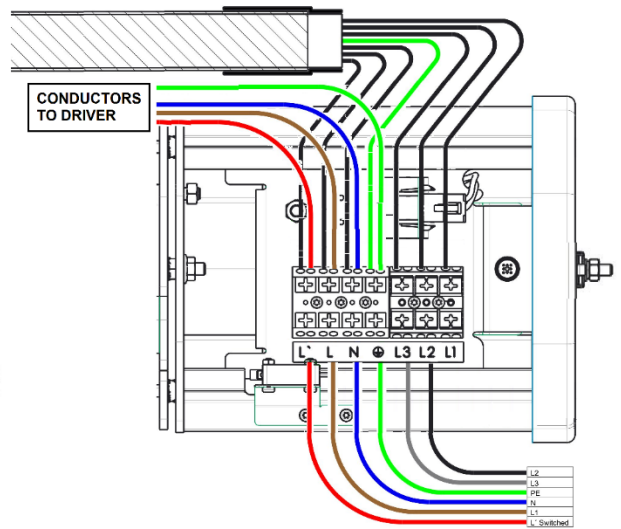 CONDUCTORS
TO DRIVER
L` L N ⏚ L3 L2 L1
L2
L3
PE
N
L1
L` Switched